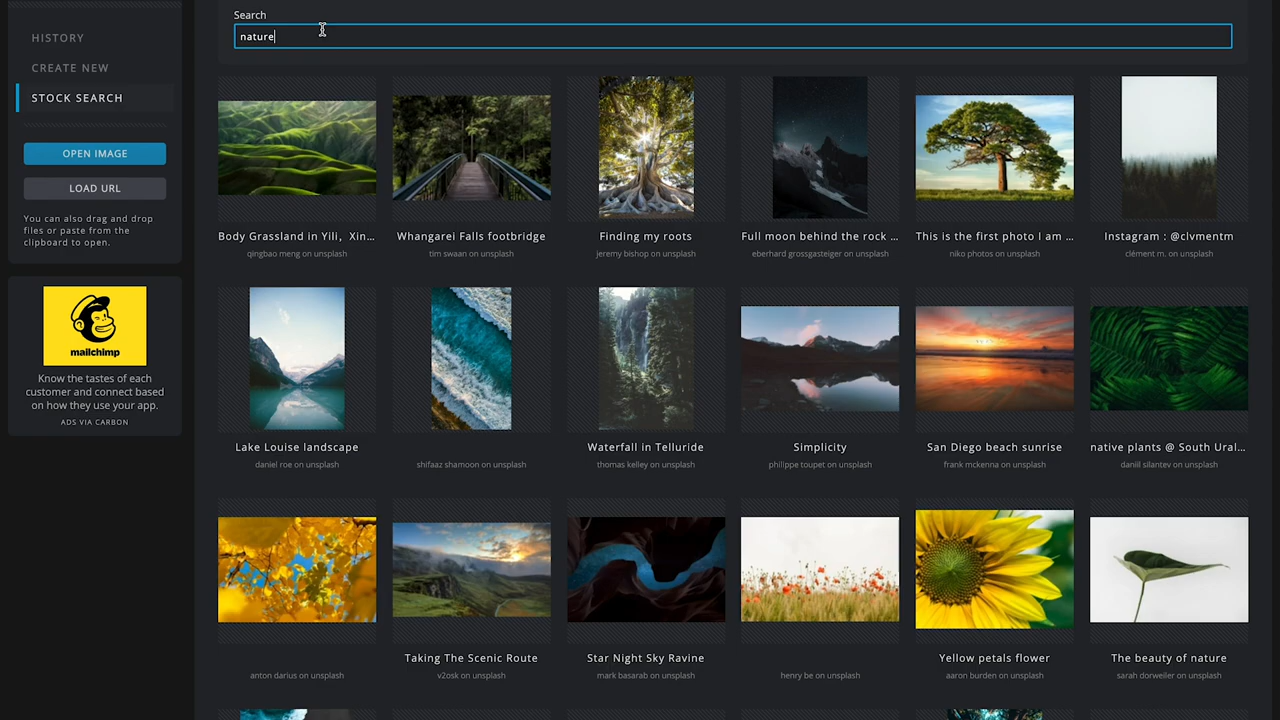 HISTORY
CREATE NEW
STOCK SEARCH
OPEN IMAGE
LOAD URL
You can also drag and drop
files or paste from the
clipboard to open.
mailchimp
Know the tastes of each
customer and connect based
on how they use your app.
ADS VIA CARBON
Search
nature
Body Grassland in Yili, Xin...
qingbao meng on unsplash
Whangarei Falls footbridge
tim swaan on unsplash
Finding my roots
jeremy bishop on unsplash
Full moon behind the rock ...
eberhard grossgasteiger on unsplash
This is the first photo I am ...
niko photos on unsplash
Instagram : @clvmentm
clément m. on unsplash
Lake Louise landscape
daniel roe on unsplash
shifaaz shamoon on unsplash
Waterfall in Telluride
thomas kelley on unsplash
Simplicity
philippe toupet on unsplash
San Diego beach sunrise
frank mckenna on unsplash
native plants @ South Ural...
daniil silantev on unsplash
anton darius on unsplash
Taking The Scenic Route
v2osk on unsplash
Star Night Sky Ravine
mark basarab on unsplash
henry be on unsplash
Yellow petals flower
aaron burden on unsplash
The beauty of nature
sarah dorweiler on unsplash